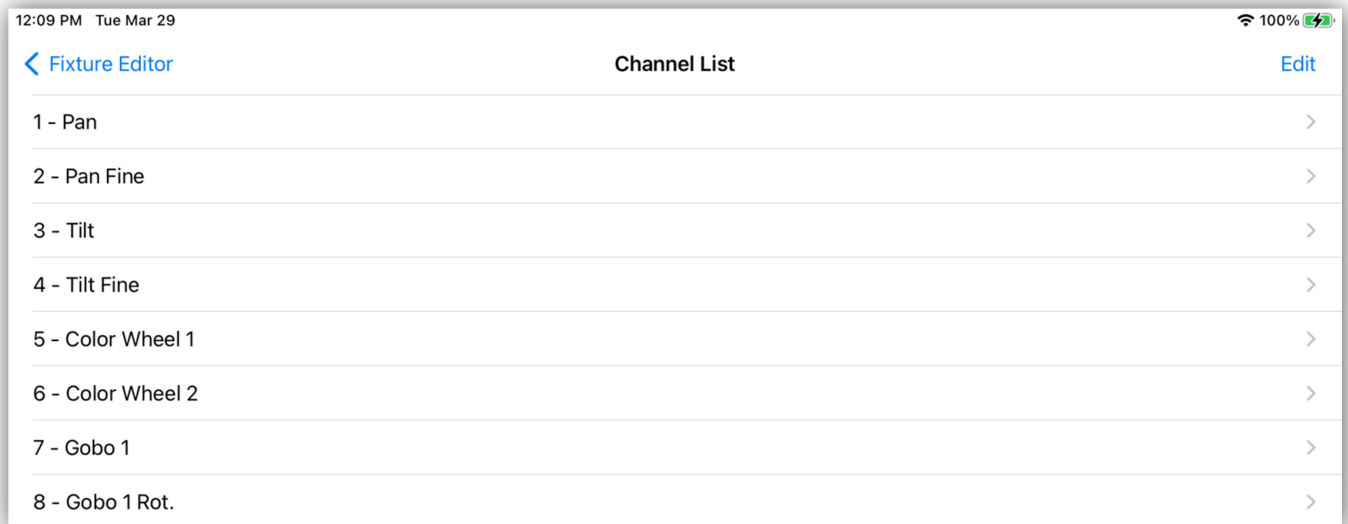 12:09 PM Tue Mar 29 100%
Fixture Editor Channel List Edit
1 - Pan
2 - Pan Fine
3 - Tilt
4 - Tilt Fine
5 - Color Wheel 1
6 - Color Wheel 2
7 - Gobo 1
8 - Gobo 1 Rot.